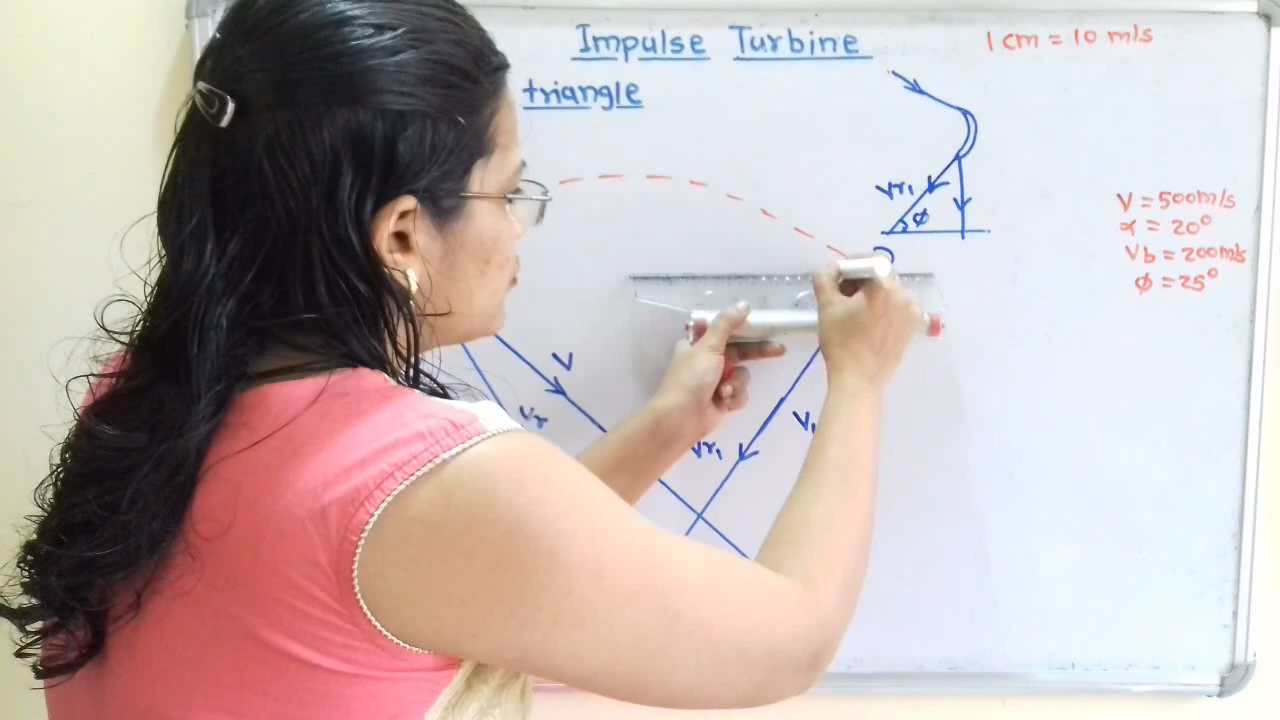 Impulse Turbine
triangle
1 cm = 10 m/s
Vr₁
φ
V = 500m/s
α = 20°
Vb = 200m/s
φ = 25°
V
Vr
Vr₁
V₁